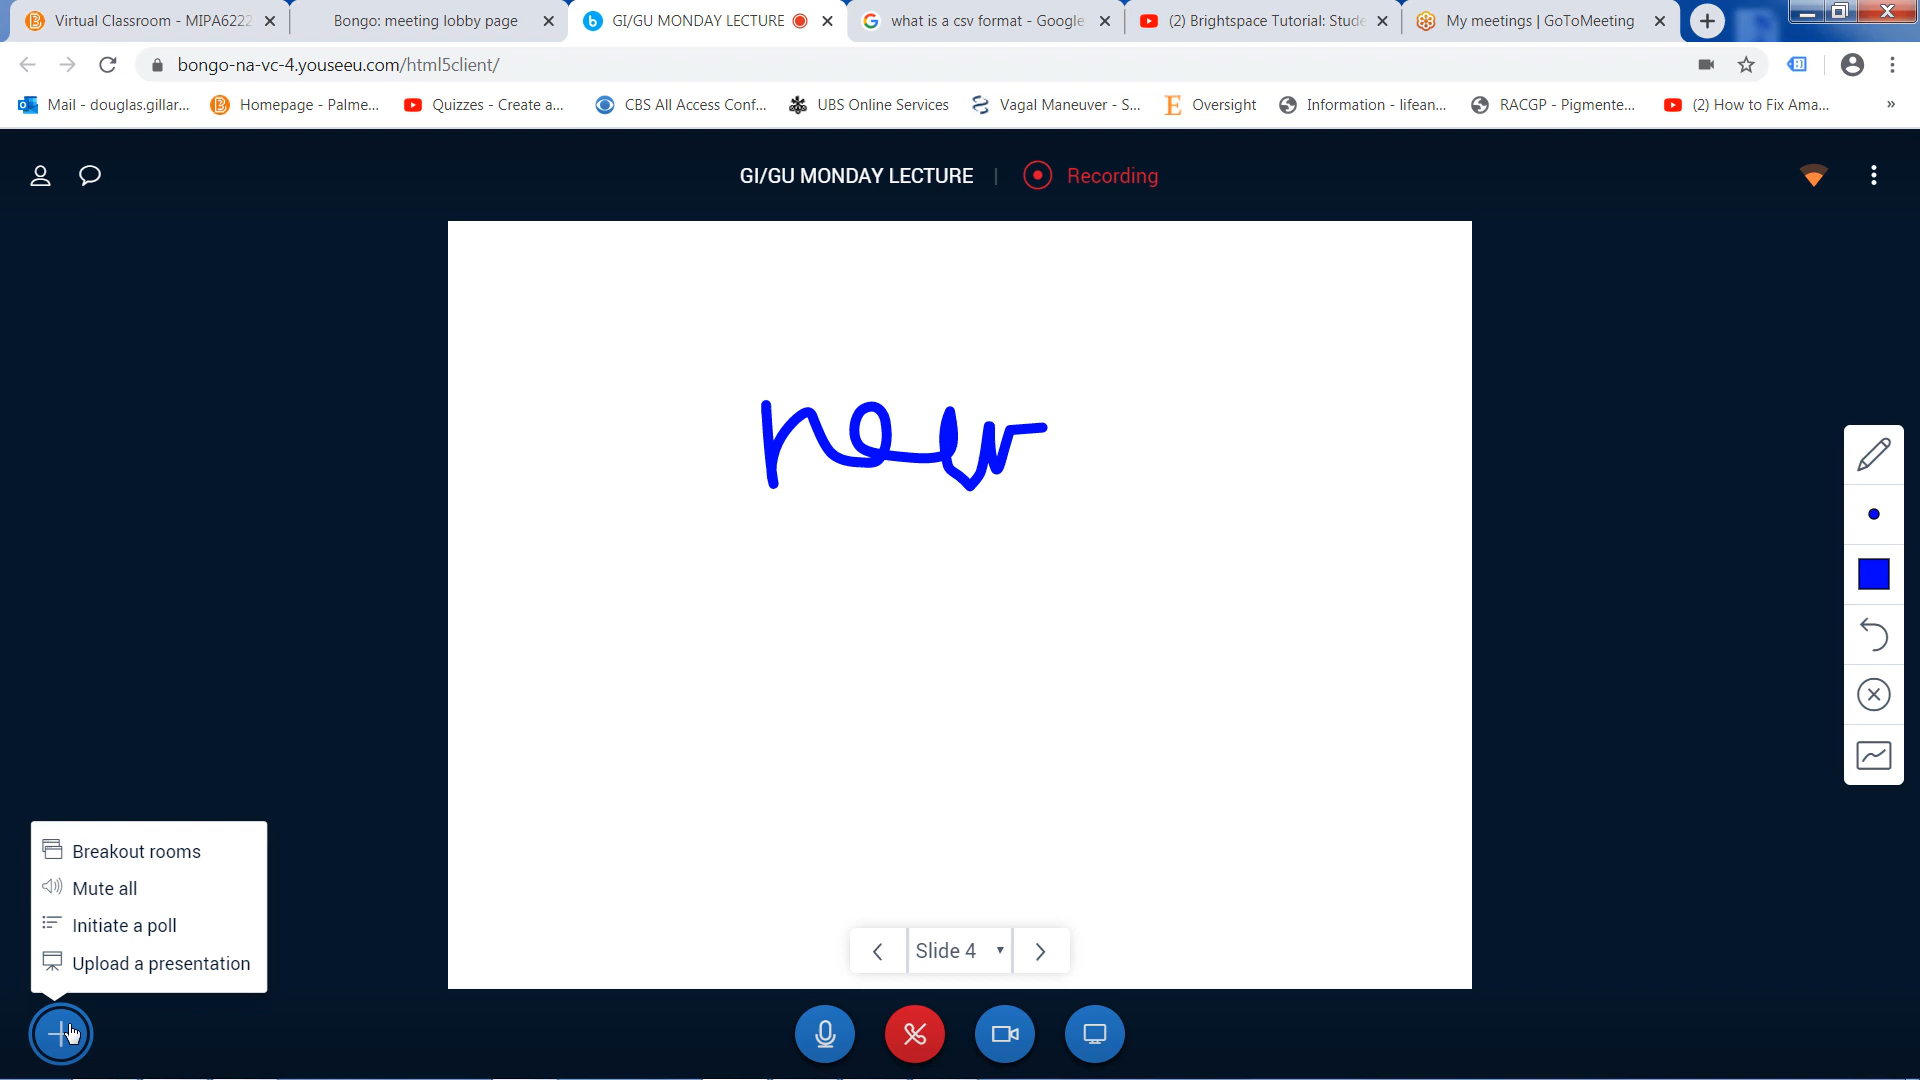 Virtual Classroom - MIPA6222
Bongo: meeting lobby page
GI/GU MONDAY LECTURE
what is a csv format - Google
(2) Brightspace Tutorial: Stude
My meetings | GoToMeeting
bongo-na-vc-4.youseeu.com/html5client/
Mail - douglas.gillar...
Homepage - Palme...
Quizzes - Create a...
CBS All Access Conf...
UBS Online Services
Vagal Maneuver - S...
Oversight
Information - lifean...
RACGP - Pigmente...
(2) How to Fix Ama...
»
GI/GU MONDAY LECTURE | Recording
new
Breakout rooms
Mute all
Initiate a poll
Upload a presentation
Slide 4